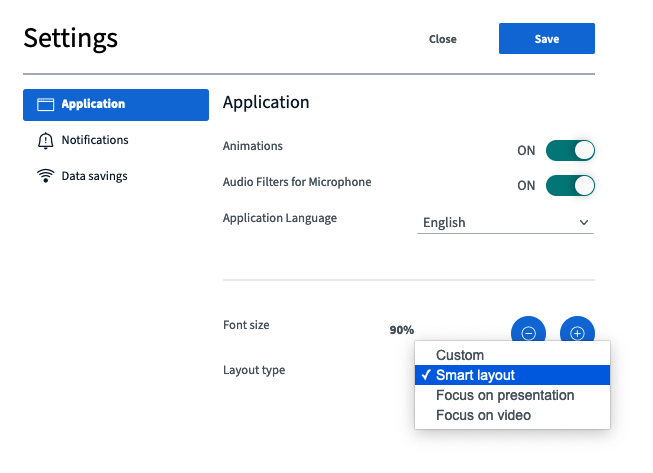 Settings
Close
Save
Application
Notifications
Data savings
Application
Animations
ON
Audio Filters for Microphone
ON
Application Language
English
Font size
90%
Layout type
Custom
✓ Smart layout
Focus on presentation
Focus on video